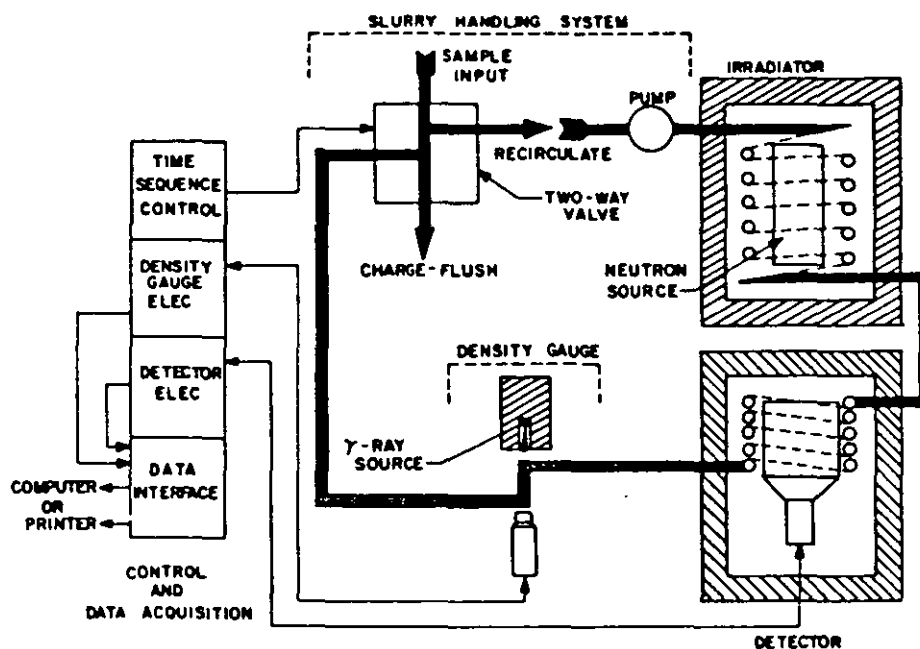 SLURRY HANDLING SYSTEM
SAMPLE
INPUT
IRRADIATOR
PUMP
RECIRCULATE
TWO-WAY
VALVE
TIME
SEQUENCE
CONTROL
CHARGE-FLUSH
NEUTRON
SOURCE
DENSITY
GAUGE
ELEC
DENSITY GAUGE
DETECTOR
ELEC
γ-RAY
SOURCE
DATA
INTERFACE
COMPUTER
OR
PRINTER
CONTROL
AND
DATA ACQUISITION
DETECTOR